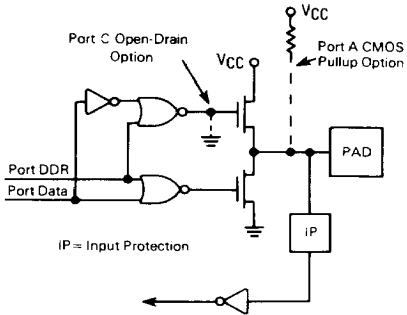 VCC
Port C Open-Drain
Option
VCC
Port A CMOS
Pullup Option
PAD
Port DDR
Port Data
iP
iP = Input Protection